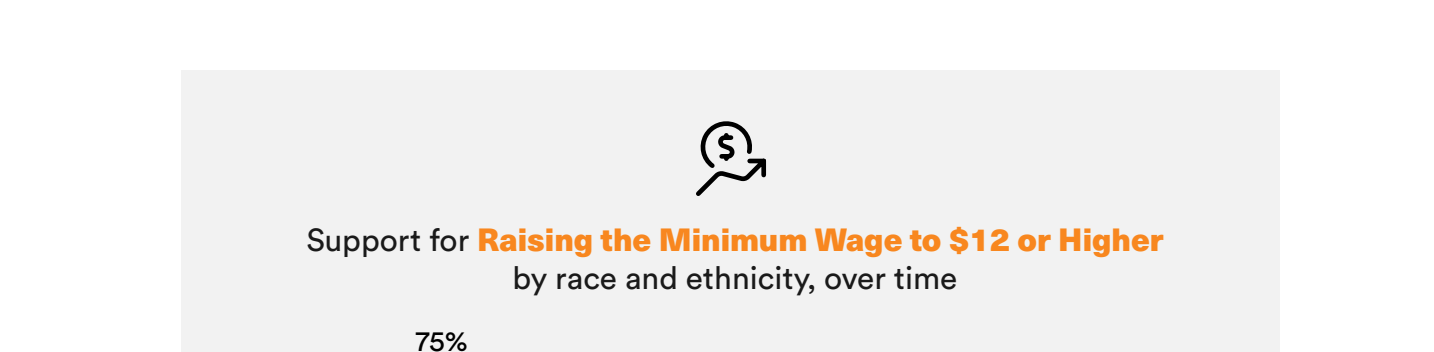 $
Support for Raising the Minimum Wage to $12 or Higher
by race and ethnicity, over time
75%